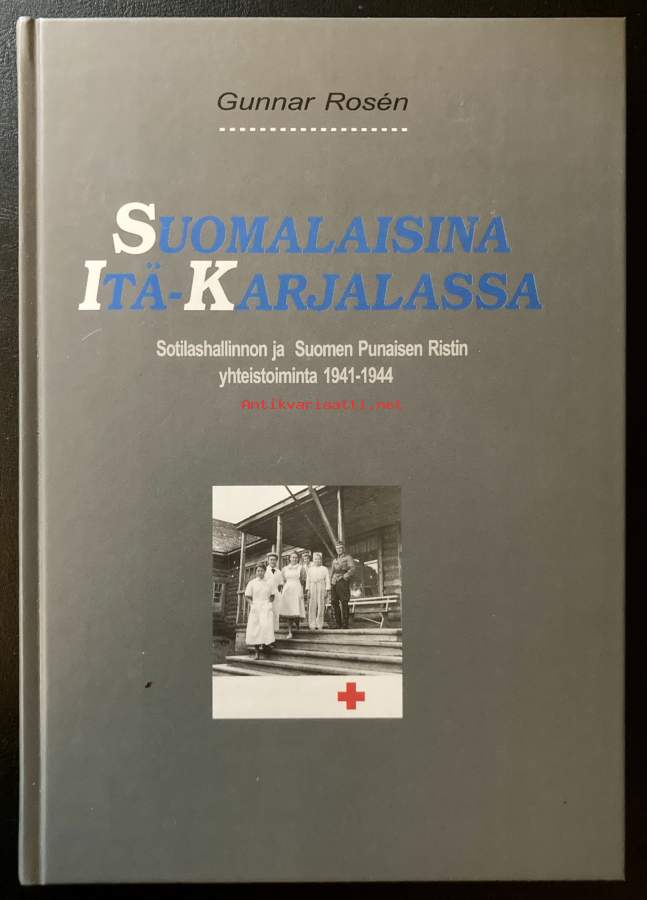 Gunnar Rosén
SUOMALAISINA
ITÄ-KARJALASSA
Sotilashallinnon ja Suomen Punaisen Ristin
yhteistoiminta 1941-1944
Antikvariaatti.net